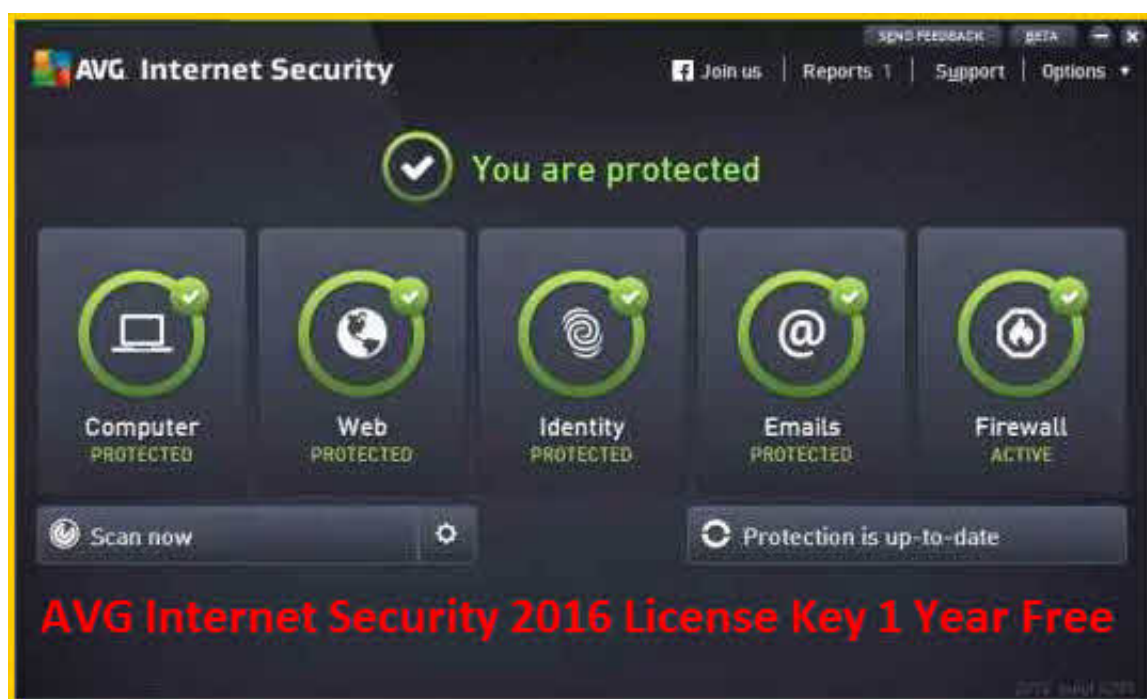 SEND FEEDBACK BETA
AVG Internet Security
Join us Reports 1 Support Options
You are protected
Computer Web Identity Emails Firewall
PROTECTED PROTECTED PROTECTED PROTECTED ACTIVE
Scan now Protection is up-to-date
AVG Internet Security 2016 License Key 1 Year Free